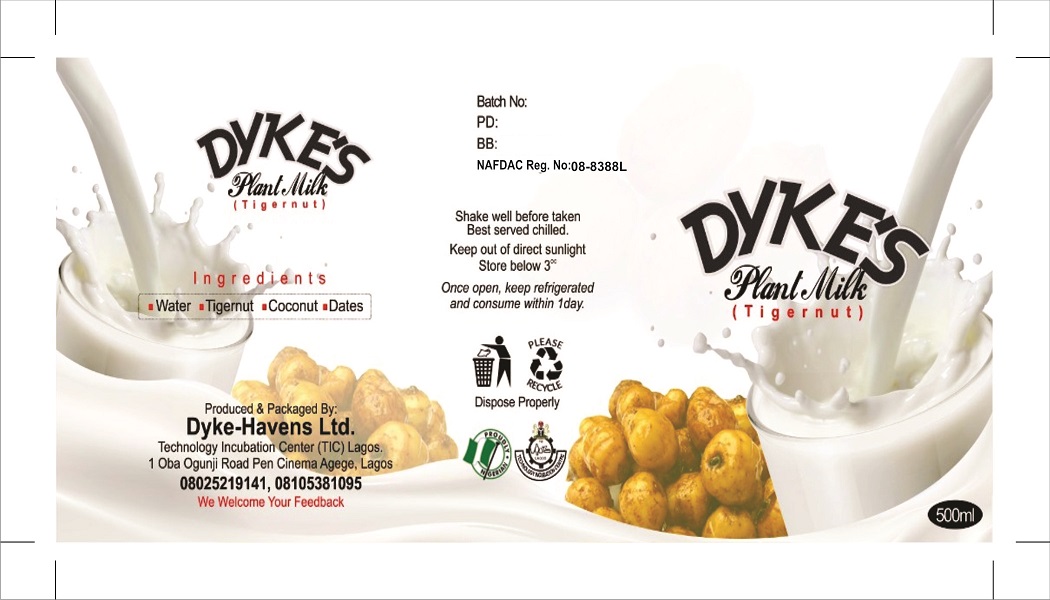 DYKE'S
Plant Milk
(Tigernut)
Ingredients
Water Tigernut Coconut Dates
Produced & Packaged By:
Dyke-Havens Ltd.
Technology Incubation Center (TIC) Lagos.
1 Oba Ogunji Road Pen Cinema Agege, Lagos
08025219141, 08105381095
We Welcome Your Feedback
Batch No:
PD:
BB:
NAFDAC Reg. No:08-8388L
Shake well before taken
Best served chilled.
Keep out of direct sunlight
Store below 3°ᶜ
Once open, keep refrigerated
and consume within 1day.
PLEASE
RECYCLE
Dispose Properly
PROUDLY
NIGERIAN
DYKE'S
Plant Milk
(Tigernut)
500ml